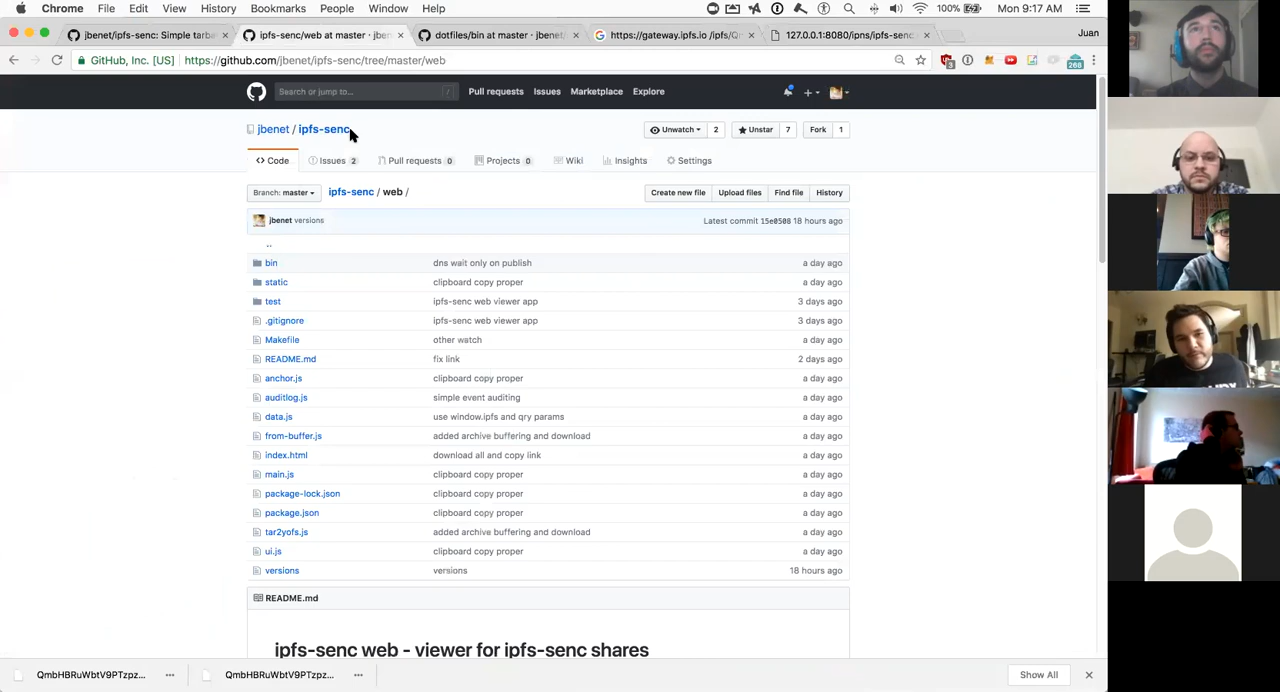 Chrome File Edit View History Bookmarks People Window Help 100% Mon 9:17 AM
jbenet/ipfs-senc: Simple tarba ipfs-senc/web at master · jben dotfiles/bin at master · jbenet/ https://gateway.ipfs.io /ipfs/Q 127.0.0.1:8080/ipns/ipfs-senc Juan
GitHub, Inc. [US] https://github.com/jbenet/ipfs-senc/tree/master/web 3 268
Search or jump to... / Pull requests Issues Marketplace Explore
jbenet / ipfs-senc Unwatch 2 Unstar 7 Fork 1
Code Issues 2 Pull requests 0 Projects 0 Wiki Insights Settings
Branch: master ipfs-senc / web / Create new file Upload files Find file History
jbenet versions Latest commit 15e0508 18 hours ago
..
bin dns wait only on publish a day ago
static clipboard copy proper a day ago
test ipfs-senc web viewer app 3 days ago
.gitignore ipfs-senc web viewer app 3 days ago
Makefile other watch a day ago
README.md fix link 2 days ago
anchor.js clipboard copy proper a day ago
auditlog.js simple event auditing a day ago
data.js use window.ipfs and qry params a day ago
from-buffer.js added archive buffering and download a day ago
index.html download all and copy link a day ago
main.js clipboard copy proper a day ago
package-lock.json clipboard copy proper a day ago
package.json clipboard copy proper a day ago
tar2yofs.js added archive buffering and download a day ago
ui.js clipboard copy proper a day ago
versions versions 18 hours ago
README.md
ipfs-senc web - viewer for ipfs-senc shares
QmbHBRuWbtV9PTzpz... QmbHBRuWbtV9PTzpz... Show All